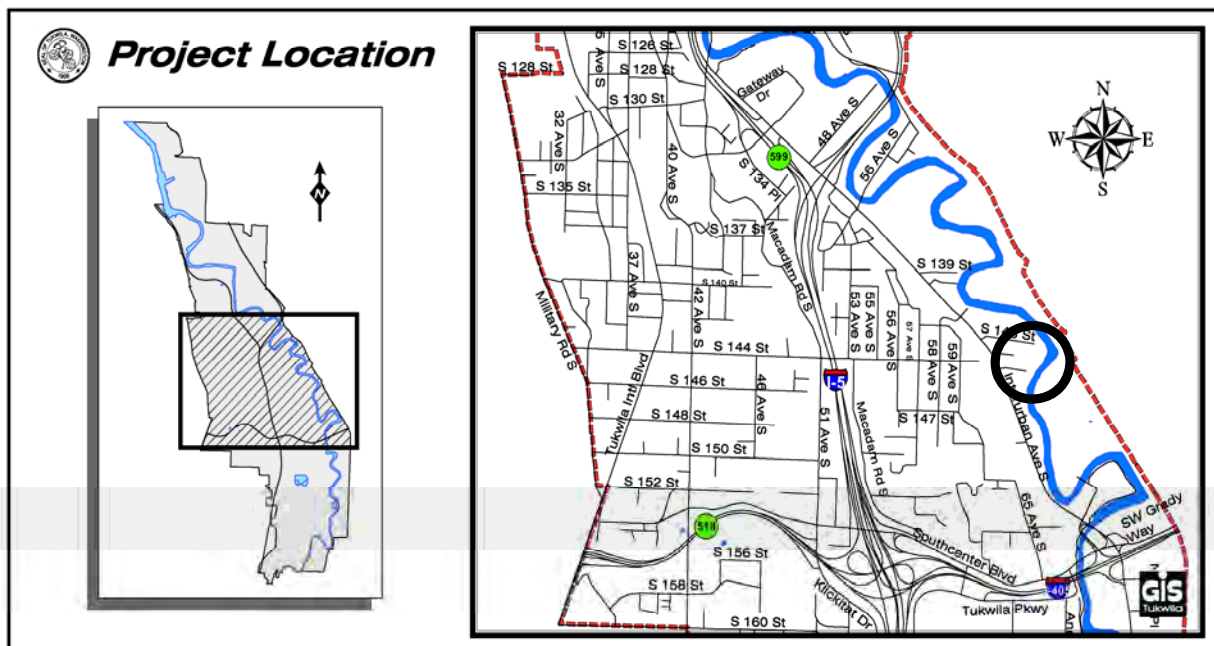 Project Location
N
S 126 St
S 128 St
S 128 St
S 130 St
Gateway
Dr
32 Ave S
40 Ave S
48 Ave S
56 Ave S
599
S 134 Pl
S 135 St
S 137 St
Macadam Rd S
37 Ave S
S 139 St
S 140 St
Military Rd S
42 Ave S
53 Ave S
55 Ave S
56 Ave S
57 Ave S
58 Ave S
59 Ave S
S 144 St
Tukwila Intl Blvd
I-5
S 146 St
46 Ave S
S 147 St
S 148 St
51 Ave S
Macadam Rd S
S 150 St
S 152 St
65 Ave S
SW Grady
Way
518
S 156 St
Southcenter Blvd
S 158 St
Klickitat Dr
Tukwila Pkwy
S 160 St
N
W
E
S
GIS
Tukwila